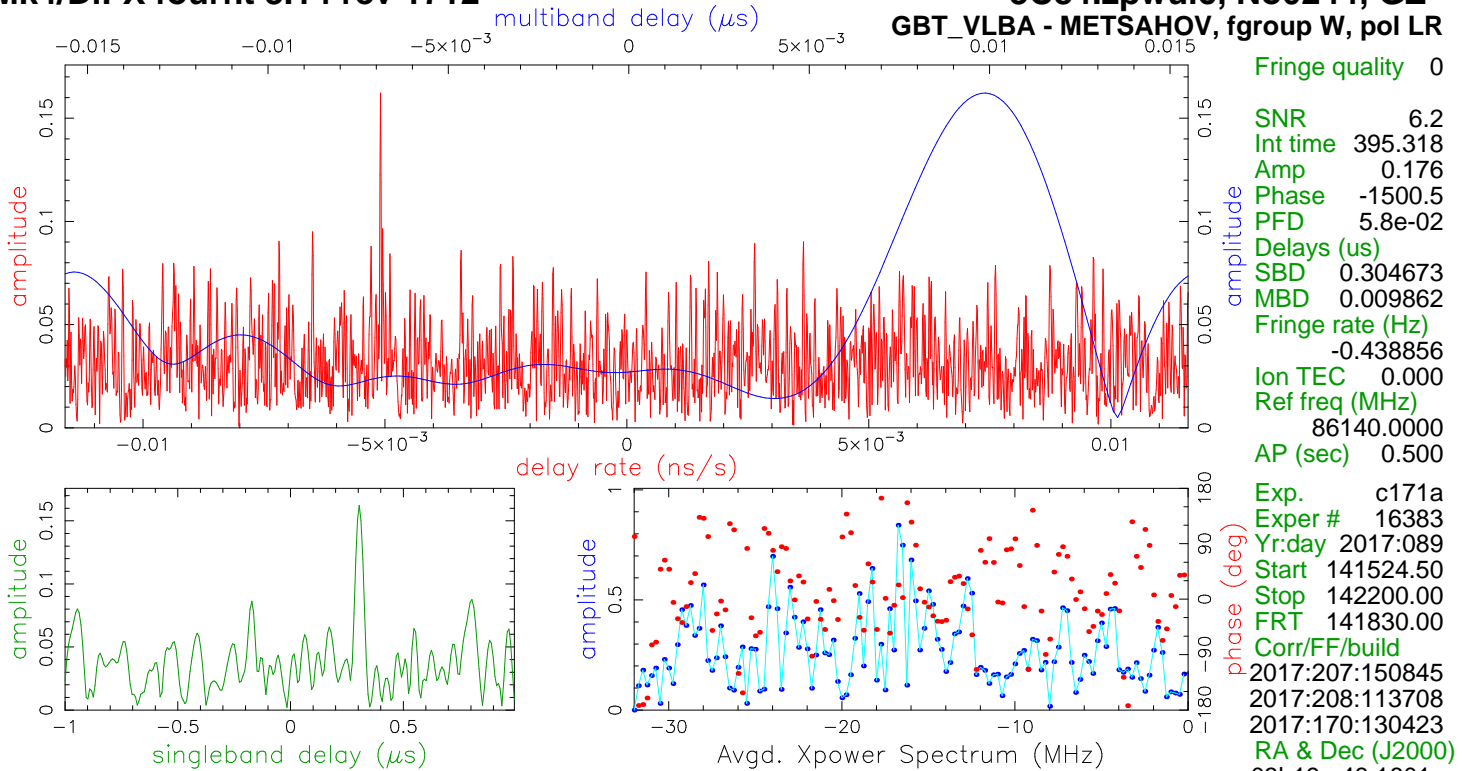 multiband delay (μs)
GBT_VLBA - METSAHOV, fgroup W, pol LR
−0.015 −0.01 −5×10⁻³ 0 5×10⁻³ 0.01 0.015
amplitude
0 0.05 0.1 0.15
amplitude
0 0.05 0.1 0.15
−0.01 −5×10⁻³ 0 5×10⁻³ 0.01
delay rate (ns/s)
Fringe quality 0
SNR 6.2
Int time 395.318
Amp 0.176
Phase -1500.5
PFD 5.8e-02
Delays (us)
SBD 0.304673
MBD 0.009862
Fringe rate (Hz)
-0.438856
Ion TEC 0.000
Ref freq (MHz)
86140.0000
AP (sec) 0.500
Exp. c171a
Exper # 16383
Yr:day 2017:089
Start 141524.50
Stop 142200.00
FRT 141830.00
Corr/FF/build
2017:207:150845
2017:208:113708
2017:170:130423
RA & Dec (J2000)
amplitude
0 0.05 0.1 0.15
−1 −0.5 0 0.5
singleband delay (μs)
amplitude
0 0.5 1
−30 −20 −10 0
Avgd. Xpower Spectrum (MHz)
phase (deg)
−180 −90 0 90 180